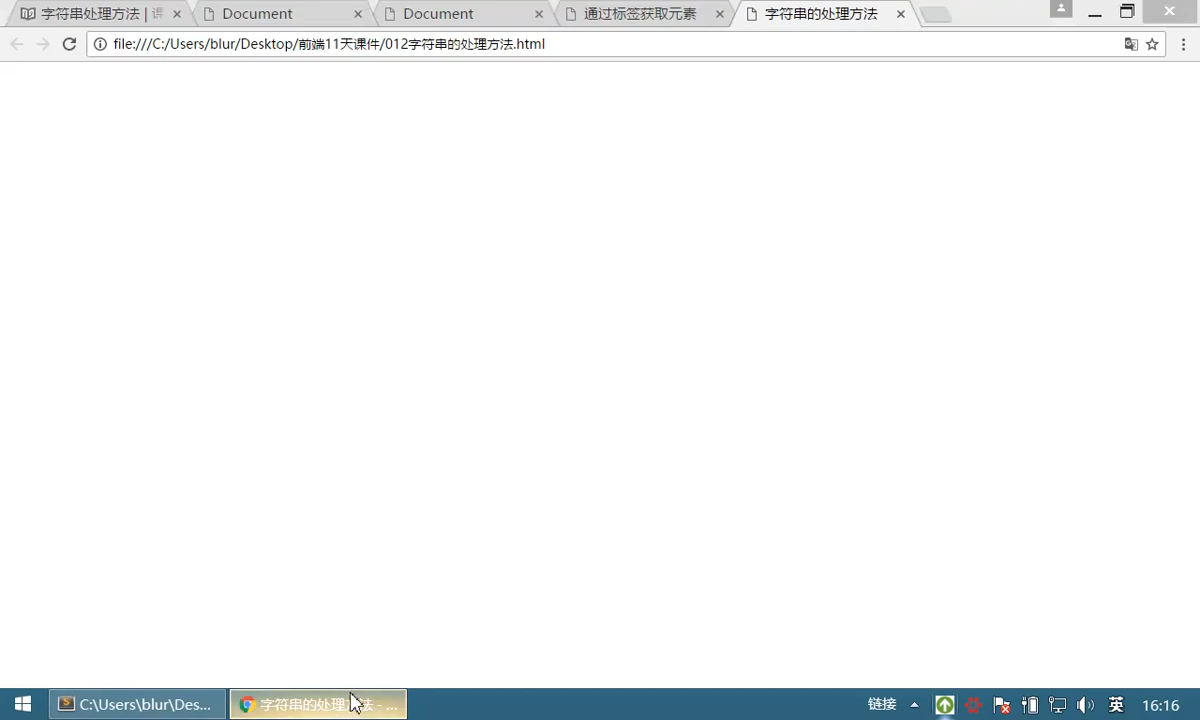 字符串处理方法 |
Document
Document
通过标签获取元素
字符串的处理方法
file:///C:/Users/blur/Desktop/前端11天课件/012字符串的处理方法.html
C:\Users\blur\Des...
字符串的处理方法 - ...
链接
英
16:16